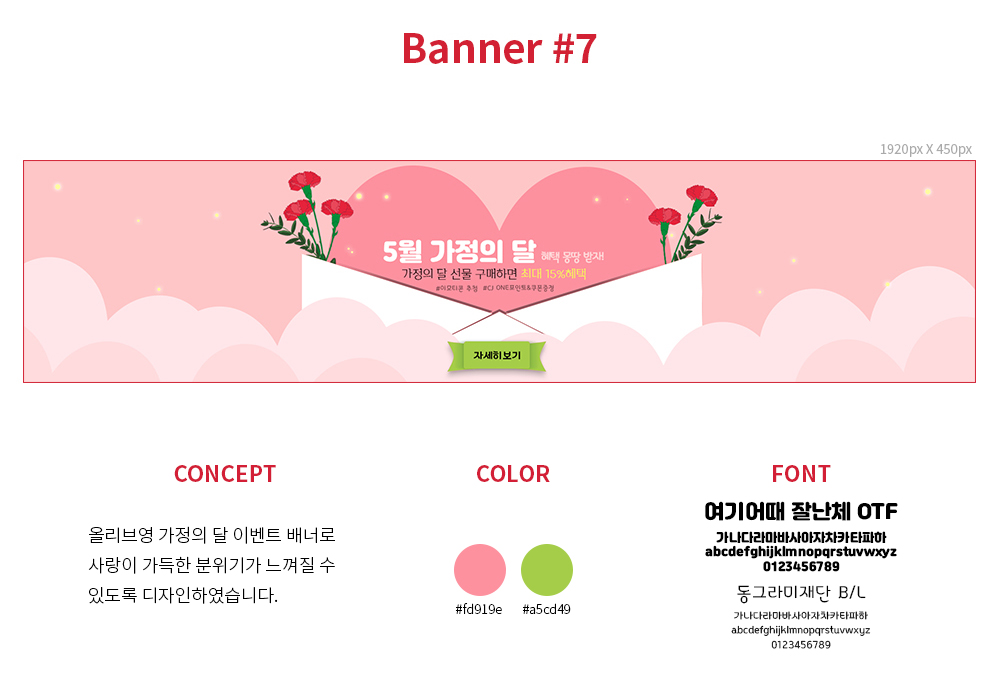 Banner #7
1920px X 450px
5월 가정의 달 혜택 몽땅 받자!
가정의 달 선물 구매하면 최대 15%혜택
#이모티콘 추첨 #CJ ONE포인트&쿠폰증정
자세히보기
CONCEPT
올리브영 가정의 달 이벤트 배너로
사랑이 가득한 분위기가 느껴질 수
있도록 디자인하였습니다.
COLOR
#fd919e #a5cd49
FONT
여기어때 잘난체 OTF
가나다라마바사아자차카타파하
abcdefghijklmnopqrstuvwxyz
0123456789
동그라미재단 B/L
가나다라마바사아자차카타파하
abcdefghijklmnopqrstuvwxyz
0123456789